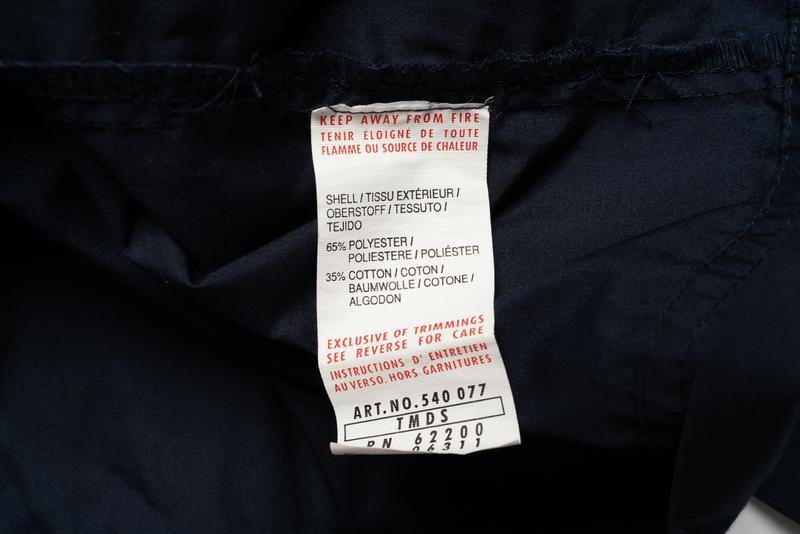 KEEP AWAY FROM FIRE
TENIR ÉLOIGNÉ DE TOUTE
FLAMME OU SOURCE DE CHALEUR
SHELL / TISSU EXTÉRIEUR /
OBERSTOFF / TESSUTO /
TEJIDO
65% POLYESTER /
POLIESTERE / POLIÉSTER
35% COTTON / COTON /
BAUMWOLLE / COTONE /
ALGODON
EXCLUSIVE OF TRIMMINGS
SEE REVERSE FOR CARE
INSTRUCTIONS D' ENTRETIEN
AU VERSO. HORS GARNITURES
ART.NO.540 077
TMDS
RN 62200
06311